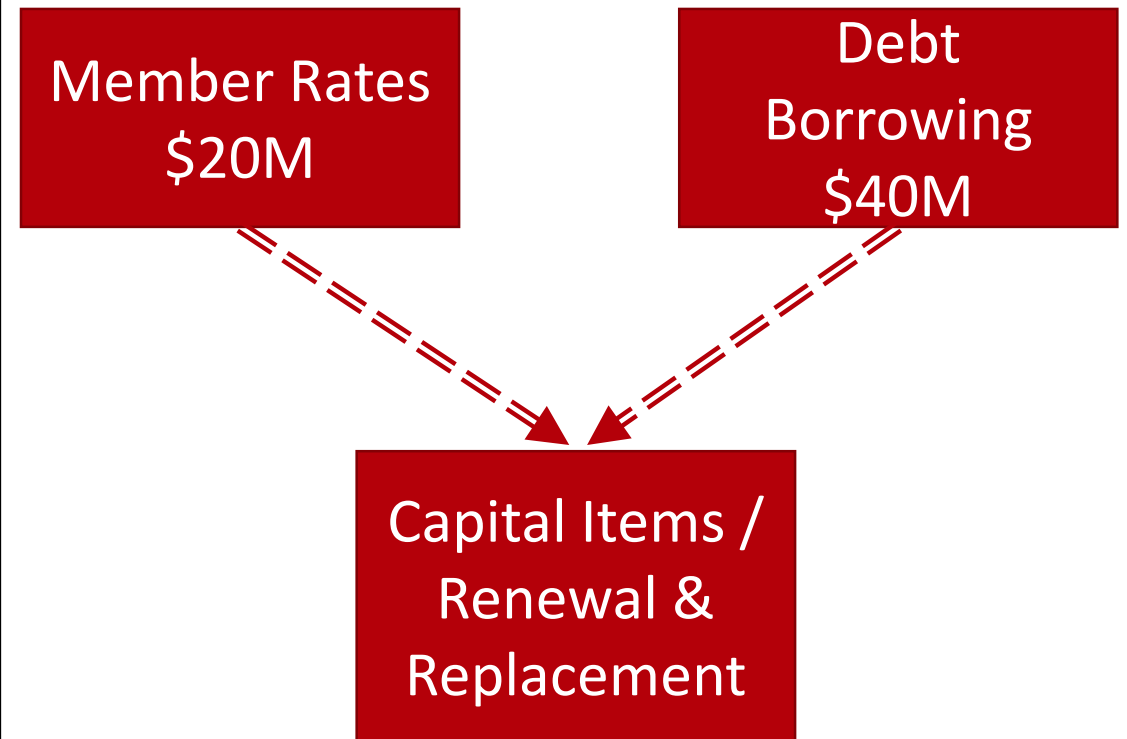 Member Rates
$20M
Debt
Borrowing
$40M
Capital Items /
Renewal &
Replacement